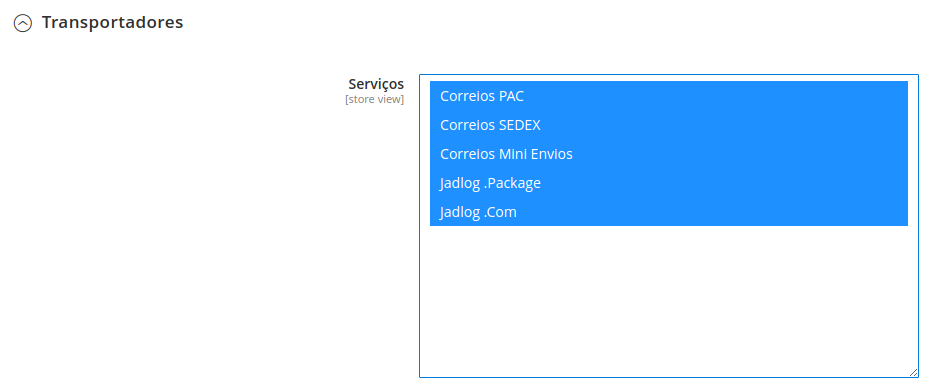 Transportadores
Serviços
[store view]
Correios PAC
Correios SEDEX
Correios Mini Envios
Jadlog .Package
Jadlog .Com